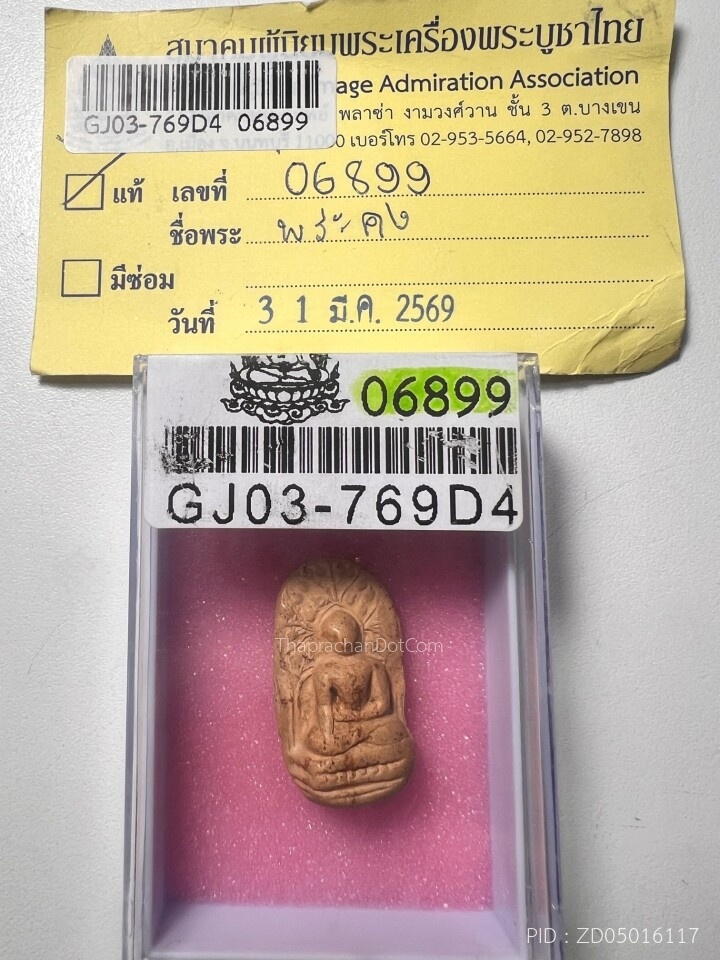 สมาคมผู้นิยมพระเครื่องพระบูชาไทย
mage Admiration Association
GJ03-769D4 06899
พลาซ่า งามวงศ์วาน ชั้น 3 ต.บางเขน
11000 เบอร์โทร 02-953-5664, 02-952-7898
แท้ เลขที่ 06899
ชื่อพระ พระคง
มีซ่อม
วันที่ 31 มี.ค. 2569
06899
GJ03-769D4
ThaprachanDotCom
PID : ZD05016117